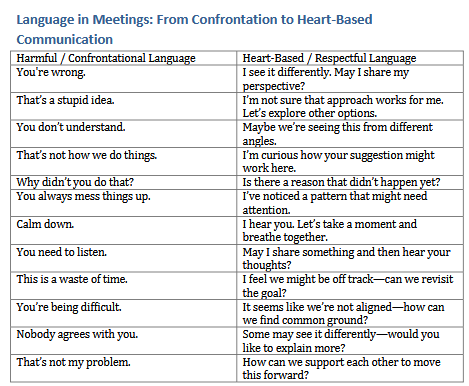 Language in Meetings: From Confrontation to Heart-Based
Communication
Harmful / Confrontational Language
Heart-Based / Respectful Language
You're wrong.
I see it differently. May I share my
perspective?
That's a stupid idea.
I'm not sure that approach works for me.
Let's explore other options.
You don't understand.
Maybe we're seeing this from different
angles.
That's not how we do things.
I'm curious how your suggestion might
work here.
Why didn't you do that?
Is there a reason that didn't happen yet?
You always mess things up.
I've noticed a pattern that might need
attention.
Calm down.
I hear you. Let's take a moment and
breathe together.
You need to listen.
May I share something and then hear your
thoughts?
This is a waste of time.
I feel we might be off track—can we revisit
the goal?
You're being difficult.
It seems like we're not aligned—how can
we find common ground?
Nobody agrees with you.
Some may see it differently—would you
like to explain more?
That's not my problem.
How can we support each other to move
this forward?